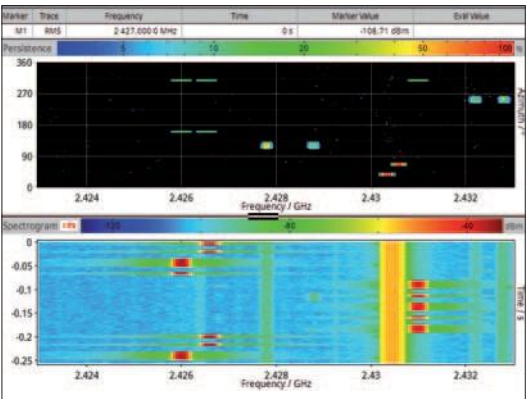 Marker Trace Frequency Time Marker Value Eval Value
M1 RMS 2 427.000 0 MHz 0 s -106.71 dBm
Persistence 5 10 20 50 100 %
360
270
180
90
0
Azimuth / °
2.424 2.426 2.428 2.43 2.432
Frequency / GHz
Spectrogram -120 -80 -40 dBm
0
-0.05
-0.1
-0.15
-0.2
-0.25
Time / s
2.424 2.426 2.428 2.43 2.432
Frequency / GHz